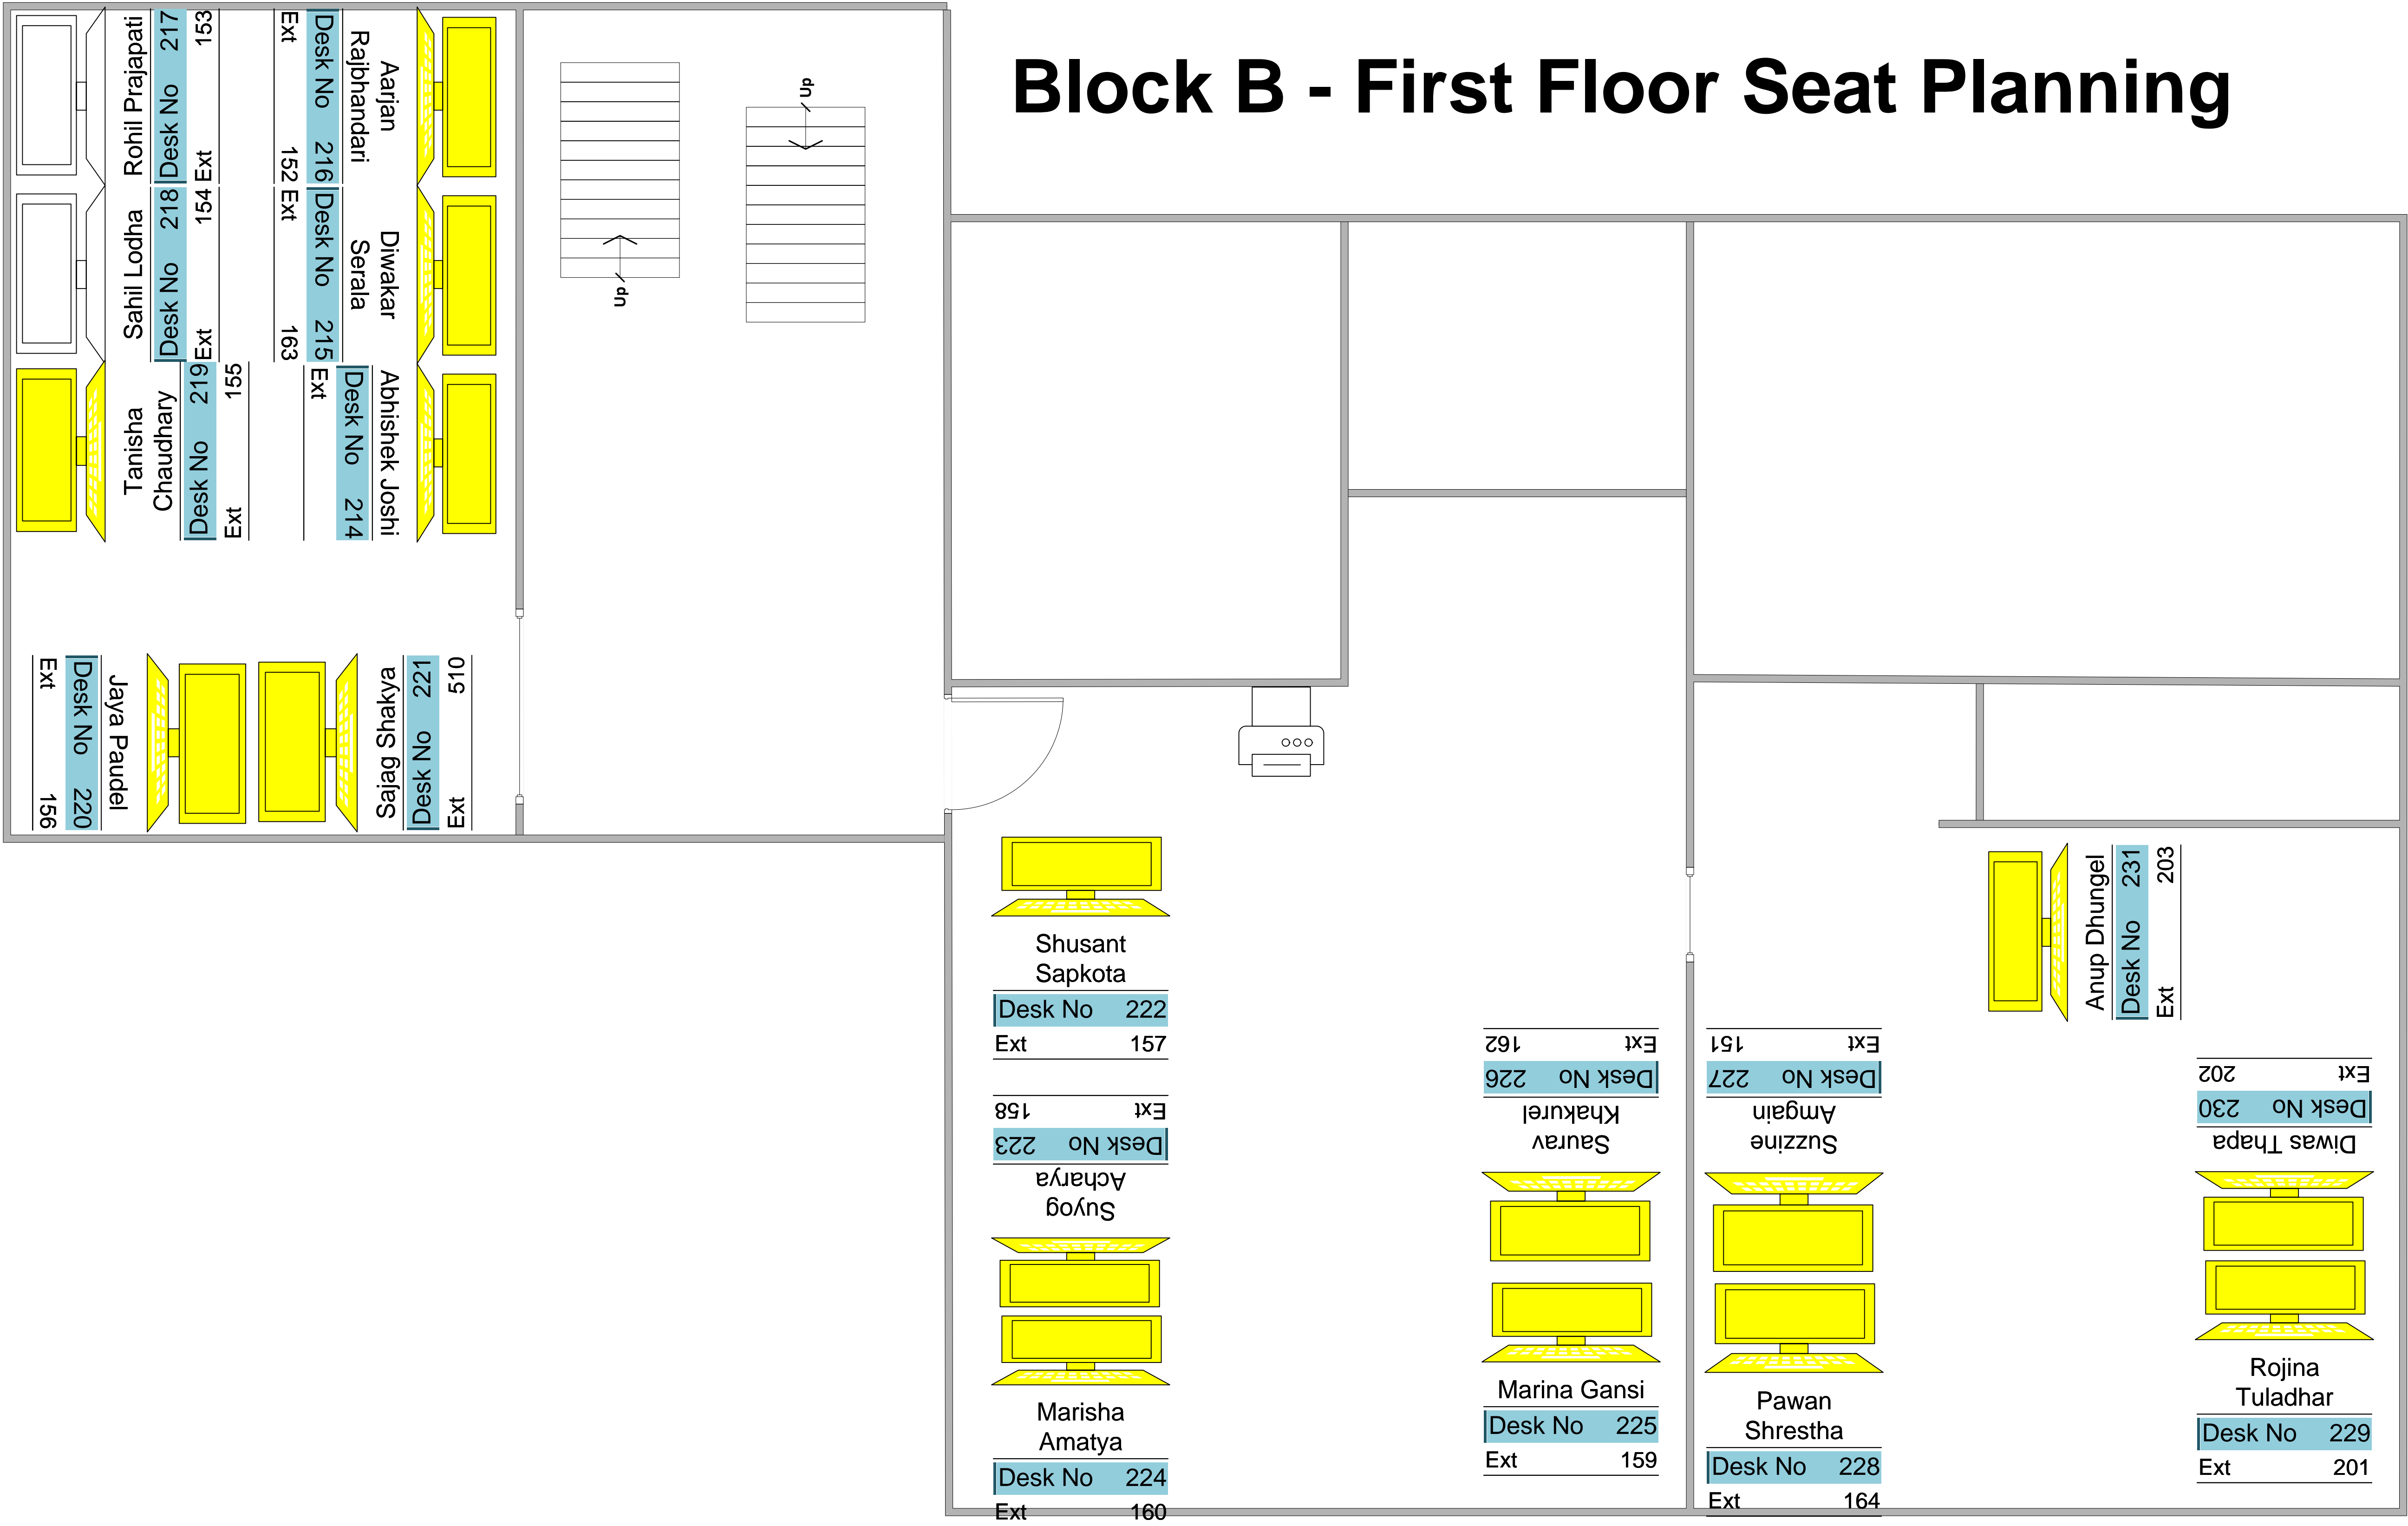 Block B - First Floor Seat Planning
Rohil Prajapati
Desk No 217
Ext 153
Aarjan
Rajbhandari
Desk No 216
Ext 152
Sahil Lodha
Desk No 218
Ext 154
Diwakar
Serala
Desk No 215
Ext 163
Tanisha
Chaudhary
Desk No 219
Ext 155
Abhishek Joshi
Desk No 214
Ext
Up
Up
Jaya Paudel
Desk No 220
Ext 156
Sajag Shakya
Desk No 221
Ext 510
Shusant
Sapkota
Desk No 222
Ext 157
Suyog
Acharya
Desk No 223
Ext 158
Marisha
Amatya
Desk No 224
Ext 160
Saurav
Khakurel
Desk No 226
Ext 162
Marina Gansi
Desk No 225
Ext 159
Suzzine
Amgain
Desk No 227
Ext 151
Pawan
Shrestha
Desk No 228
Ext 164
Anup Dhungel
Desk No 231
Ext 203
Diwas Thapa
Desk No 230
Ext 202
Rojina
Tuladhar
Desk No 229
Ext 201